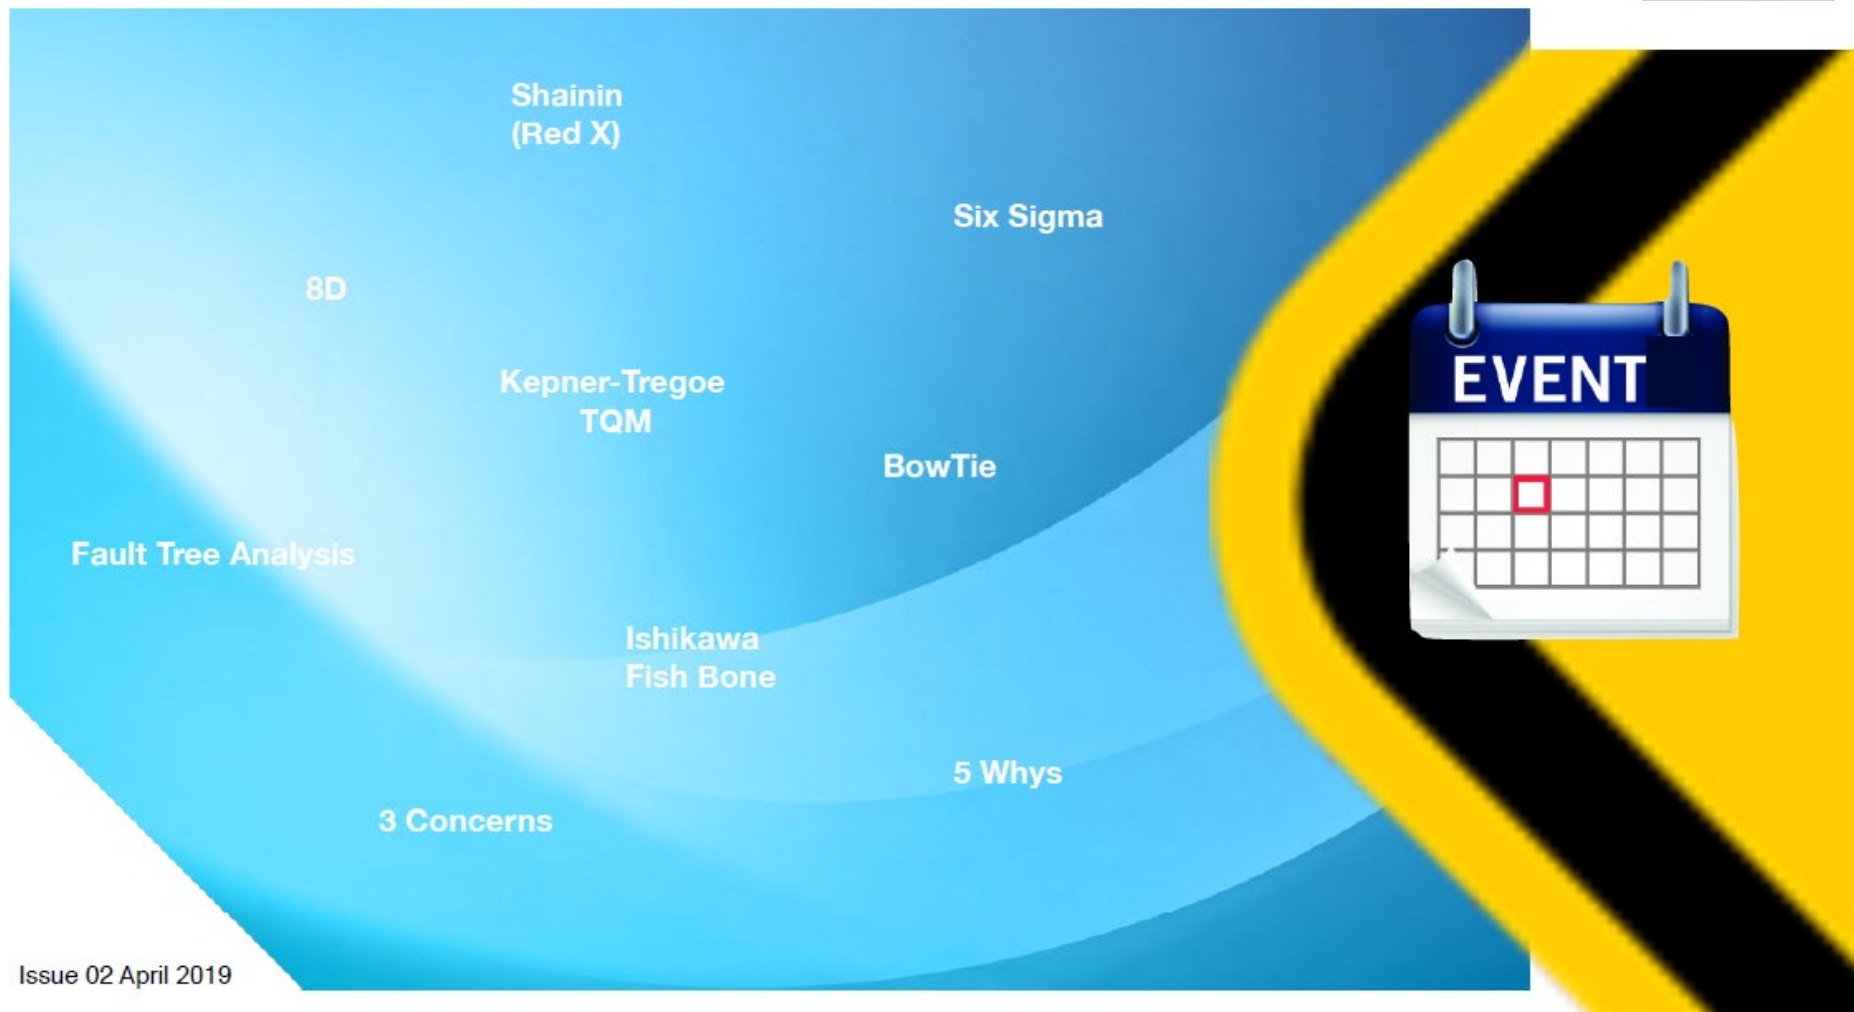 Shainin
(Red X)
Six Sigma
8D
Kepner-Tregoe
TQM
EVENT
BowTie
Fault Tree Analysis
Ishikawa
Fish Bone
5 Whys
3 Concerns
Issue 02 April 2019